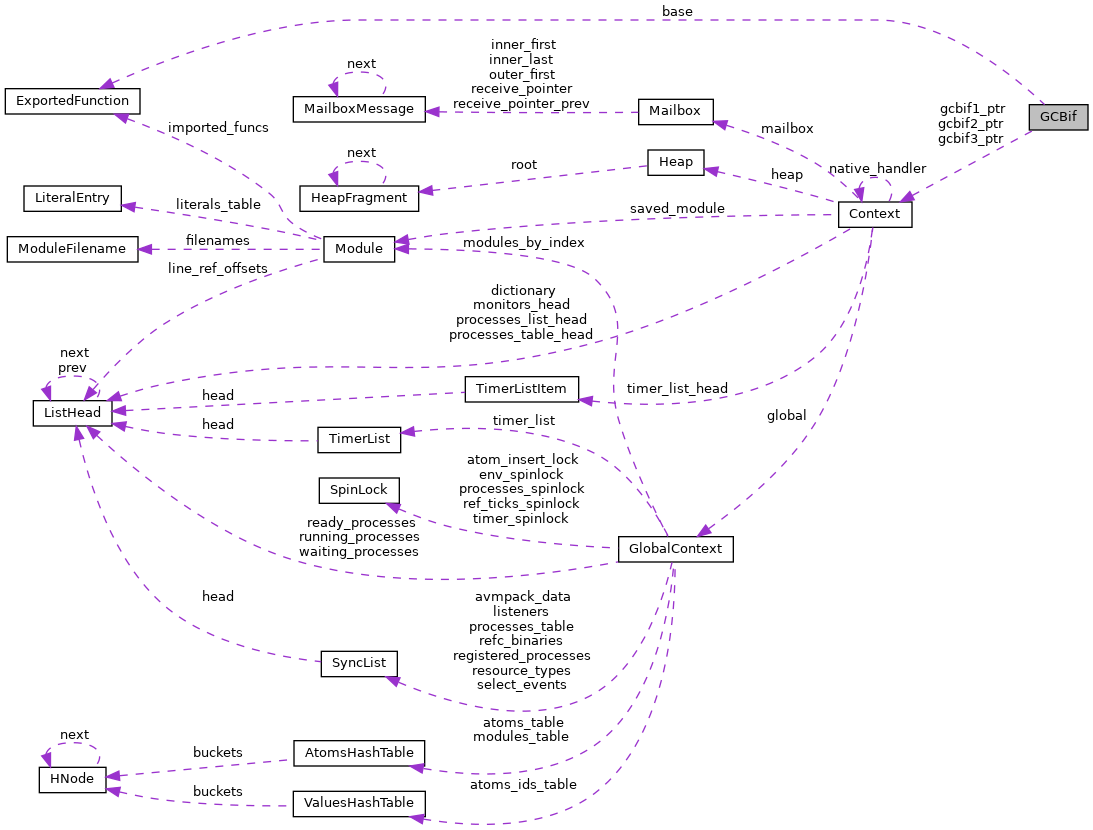 base
inner_first
inner_last
outer_first
receive_pointer
receive_pointer_prev
next
ExportedFunction
MailboxMessage
Mailbox
gcbif1_ptr
gcbif2_ptr
gcbif3_ptr
GCBif
imported_funcs
mailbox
next
root
Heap
heap
native_handler
LiteralEntry
literals_table
HeapFragment
saved_module
Context
ModuleFilename
filenames
Module
modules_by_index
line_ref_offsets
dictionary
monitors_head
processes_list_head
processes_table_head
next
prev
ListHead
head
TimerListItem
timer_list_head
head
TimerList
timer_list
global
SpinLock
atom_insert_lock
env_spinlock
processes_spinlock
ref_ticks_spinlock
timer_spinlock
ready_processes
running_processes
waiting_processes
GlobalContext
head
SyncList
avmpack_data
listeners
processes_table
refc_binaries
registered_processes
resource_types
select_events
atoms_table
modules_table
next
HNode
buckets
AtomsHashTable
atoms_ids_table
buckets
ValuesHashTable